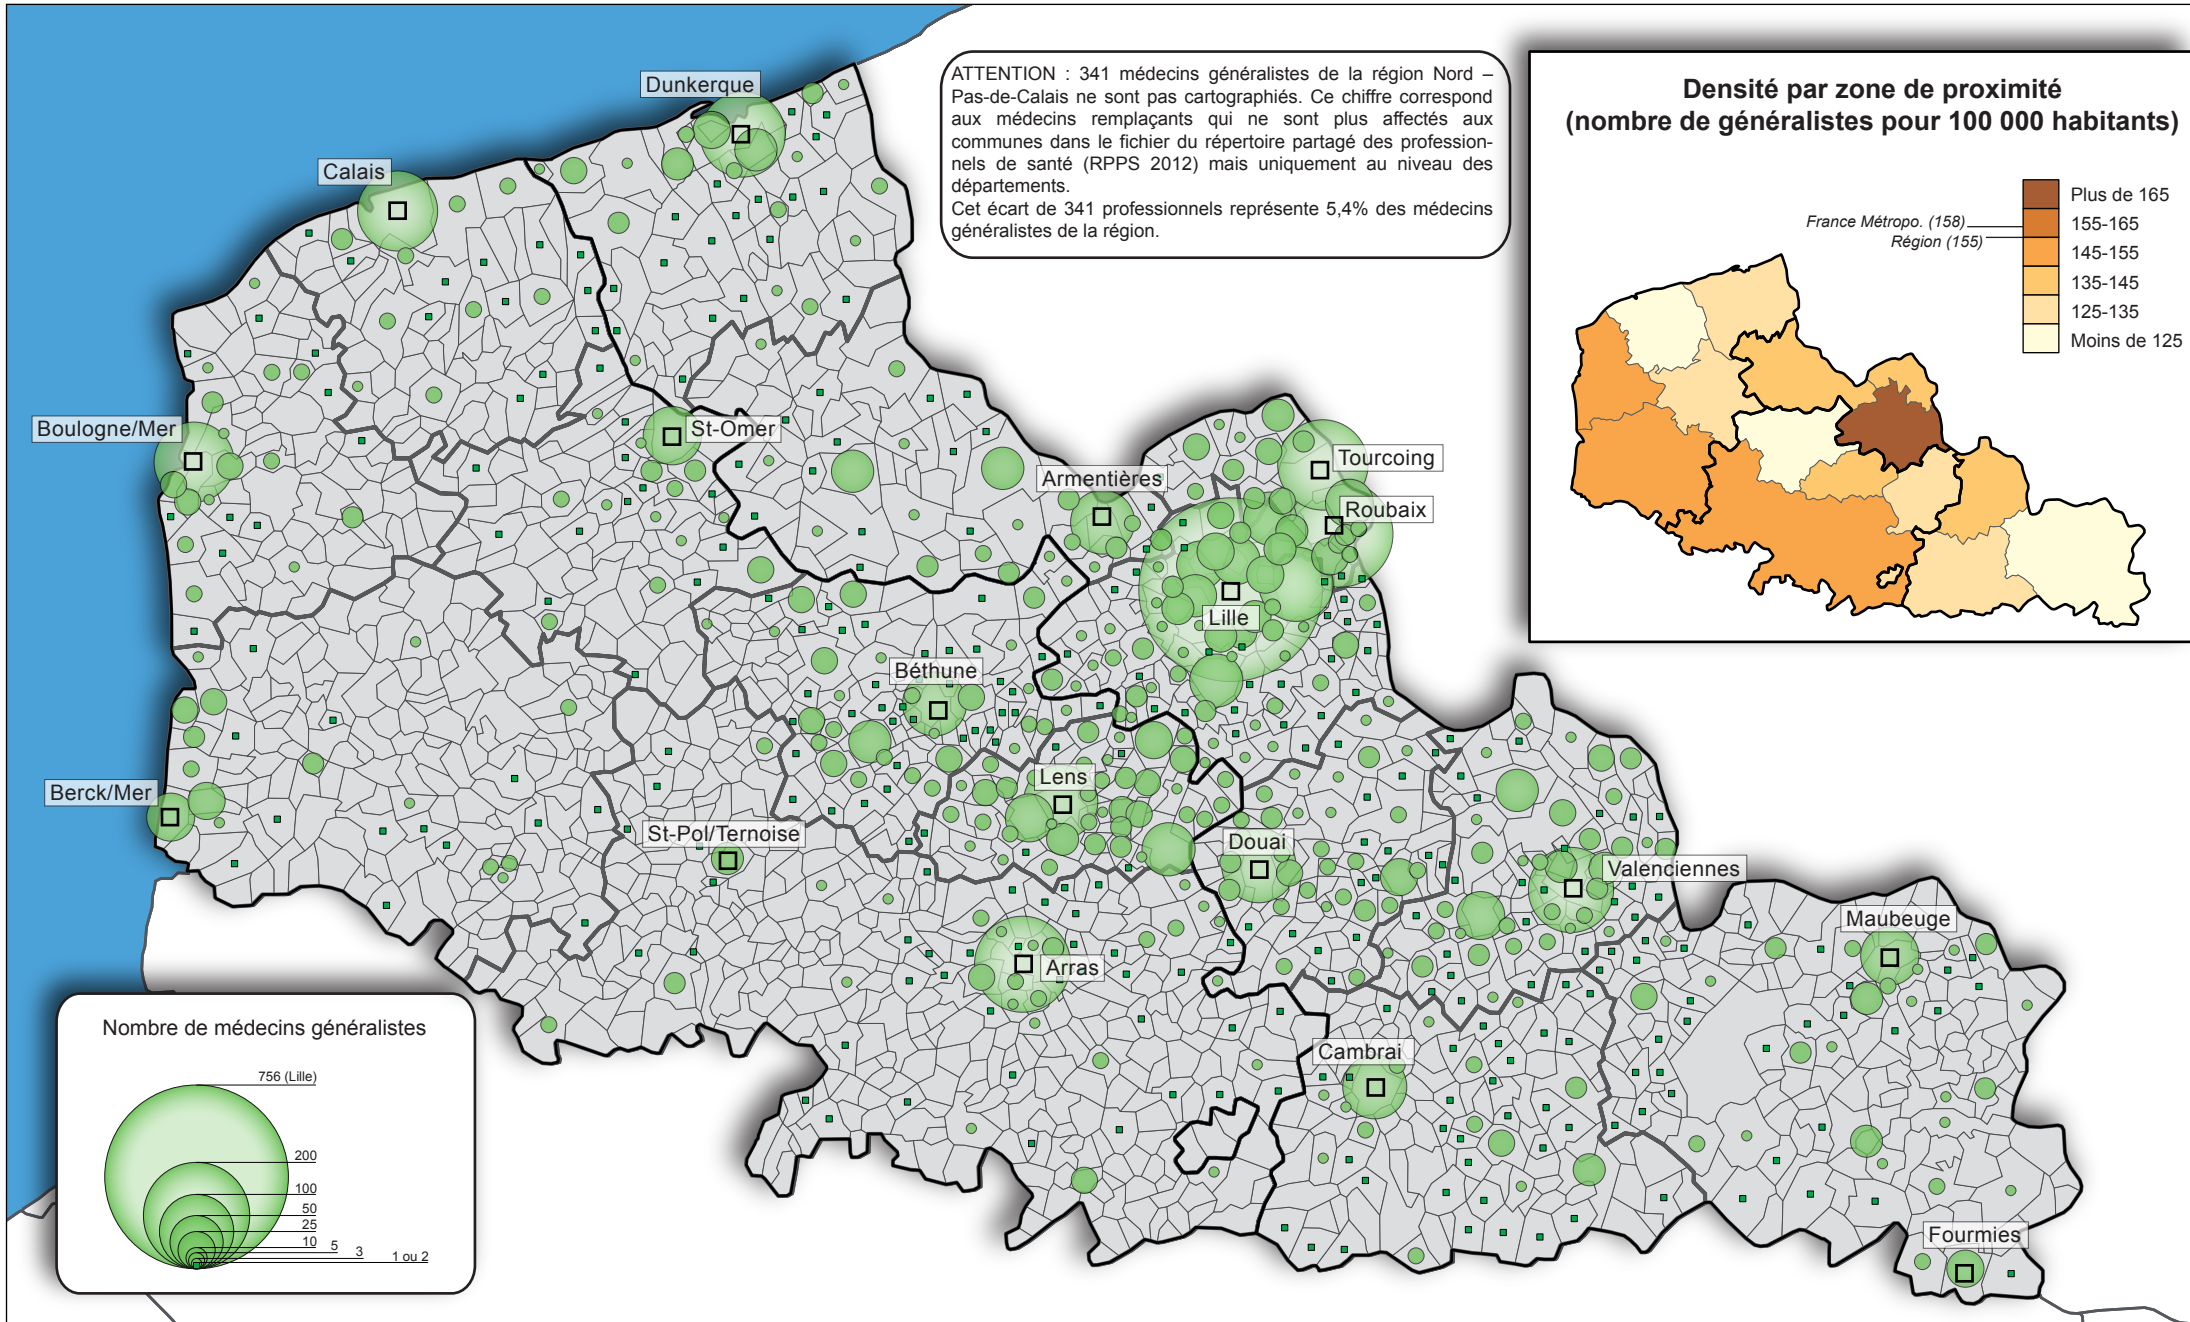 Dunkerque
Calais
Boulogne/Mer
St-Omer
Armentières
Tourcoing
Roubaix
Lille
Béthune
Berck/Mer
Lens
St-Pol/Ternoise
Douai
Valenciennes
Maubeuge
Arras
Cambrai
Fourmies
ATTENTION : 341 médecins généralistes de la région Nord –
Pas-de-Calais ne sont pas cartographiés. Ce chiffre correspond
aux médecins remplaçants qui ne sont plus affectés aux
communes dans le fichier du répertoire partagé des profession-
nels de santé (RPPS 2012) mais uniquement au niveau des
départements.
Cet écart de 341 professionnels représente 5,4% des médecins
généralistes de la région.
Densité par zone de proximité
(nombre de généralistes pour 100 000 habitants)
Plus de 165
France Métropo. (158)
155-165
Région (155)
145-155
135-145
125-135
Moins de 125
Nombre de médecins généralistes
756 (Lille)
200
100
50
25
10
5
3
1 ou 2